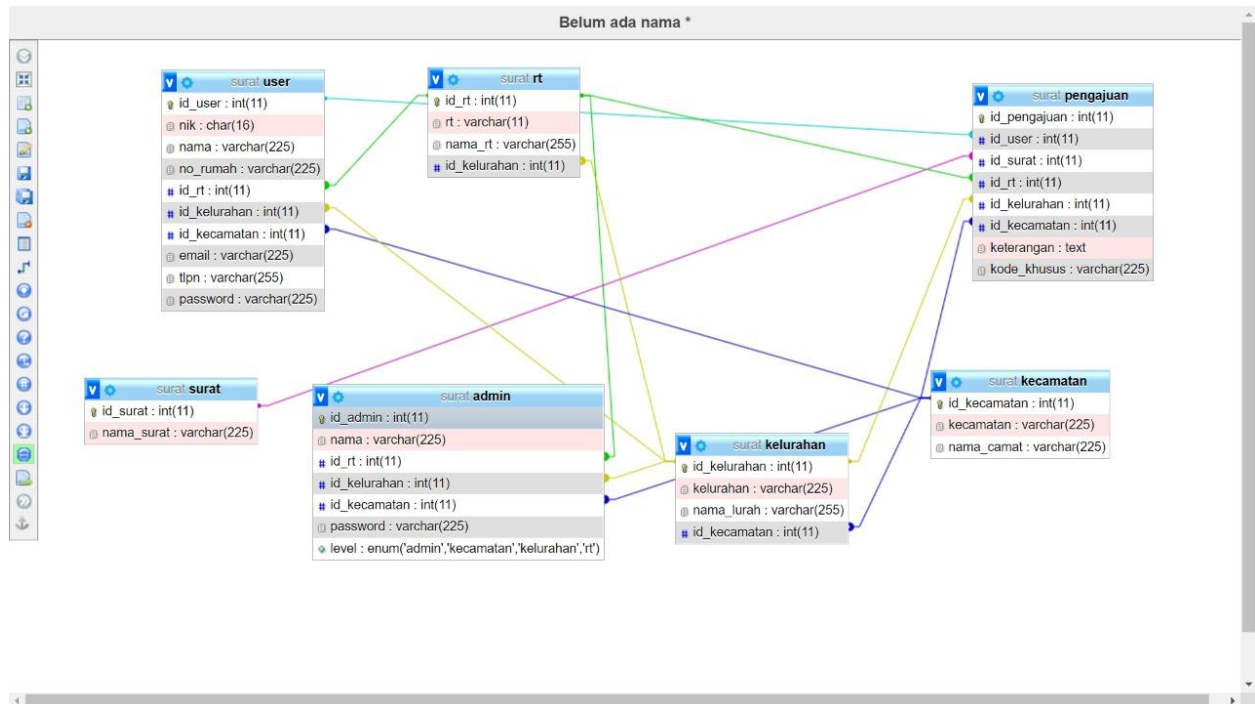 Belum ada nama *
surat user
id_user : int(11)
nik : char(16)
nama : varchar(225)
no_rumah : varchar(225)
id_rt : int(11)
id_kelurahan : int(11)
id_kecamatan : int(11)
email : varchar(225)
tlpn : varchar(255)
password : varchar(225)
surat rt
id_rt : int(11)
rt : varchar(11)
nama_rt : varchar(255)
id_kelurahan : int(11)
surat pengajuan
id_pengajuan : int(11)
id_user : int(11)
id_surat : int(11)
id_rt : int(11)
id_kelurahan : int(11)
id_kecamatan : int(11)
keterangan : text
kode_khusus : varchar(225)
surat surat
id_surat : int(11)
nama_surat : varchar(225)
surat admin
id_admin : int(11)
nama : varchar(225)
id_rt : int(11)
id_kelurahan : int(11)
id_kecamatan : int(11)
password : varchar(225)
level : enum('admin','kecamatan','kelurahan','rt')
surat kelurahan
id_kelurahan : int(11)
kelurahan : varchar(225)
nama_lurah : varchar(255)
id_kecamatan : int(11)
surat kecamatan
id_kecamatan : int(11)
kecamatan : varchar(225)
nama_camat : varchar(225)